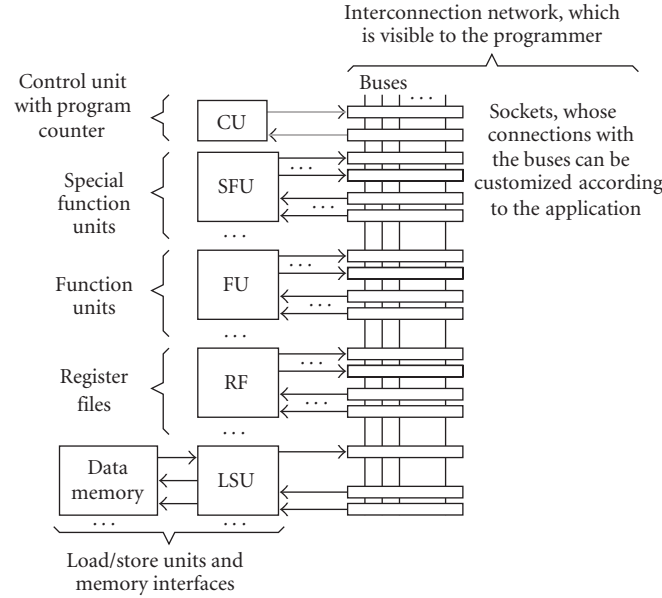 Interconnection network, which
is visible to the programmer
Buses
. . .
Control unit
with program
counter
CU
Sockets, whose
connections with
the buses can be
customized according
to the application
Special
function
units
SFU
. . .
. . .
. . .
Function
units
FU
. . .
. . .
. . .
Register
files
RF
. . .
. . .
. . .
Data
memory
LSU
. . .
. . .
Load/store units and
memory interfaces